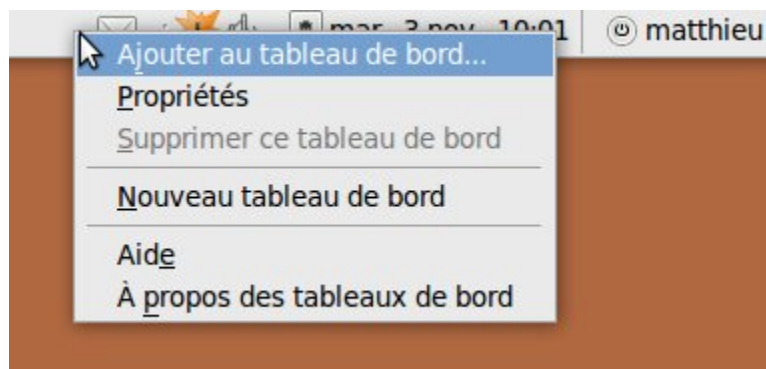 mar. 3 nov. 10:01 matthieu
Ajouter au tableau de bord...
Propriétés
Supprimer ce tableau de bord
Nouveau tableau de bord
Aide
À propos des tableaux de bord